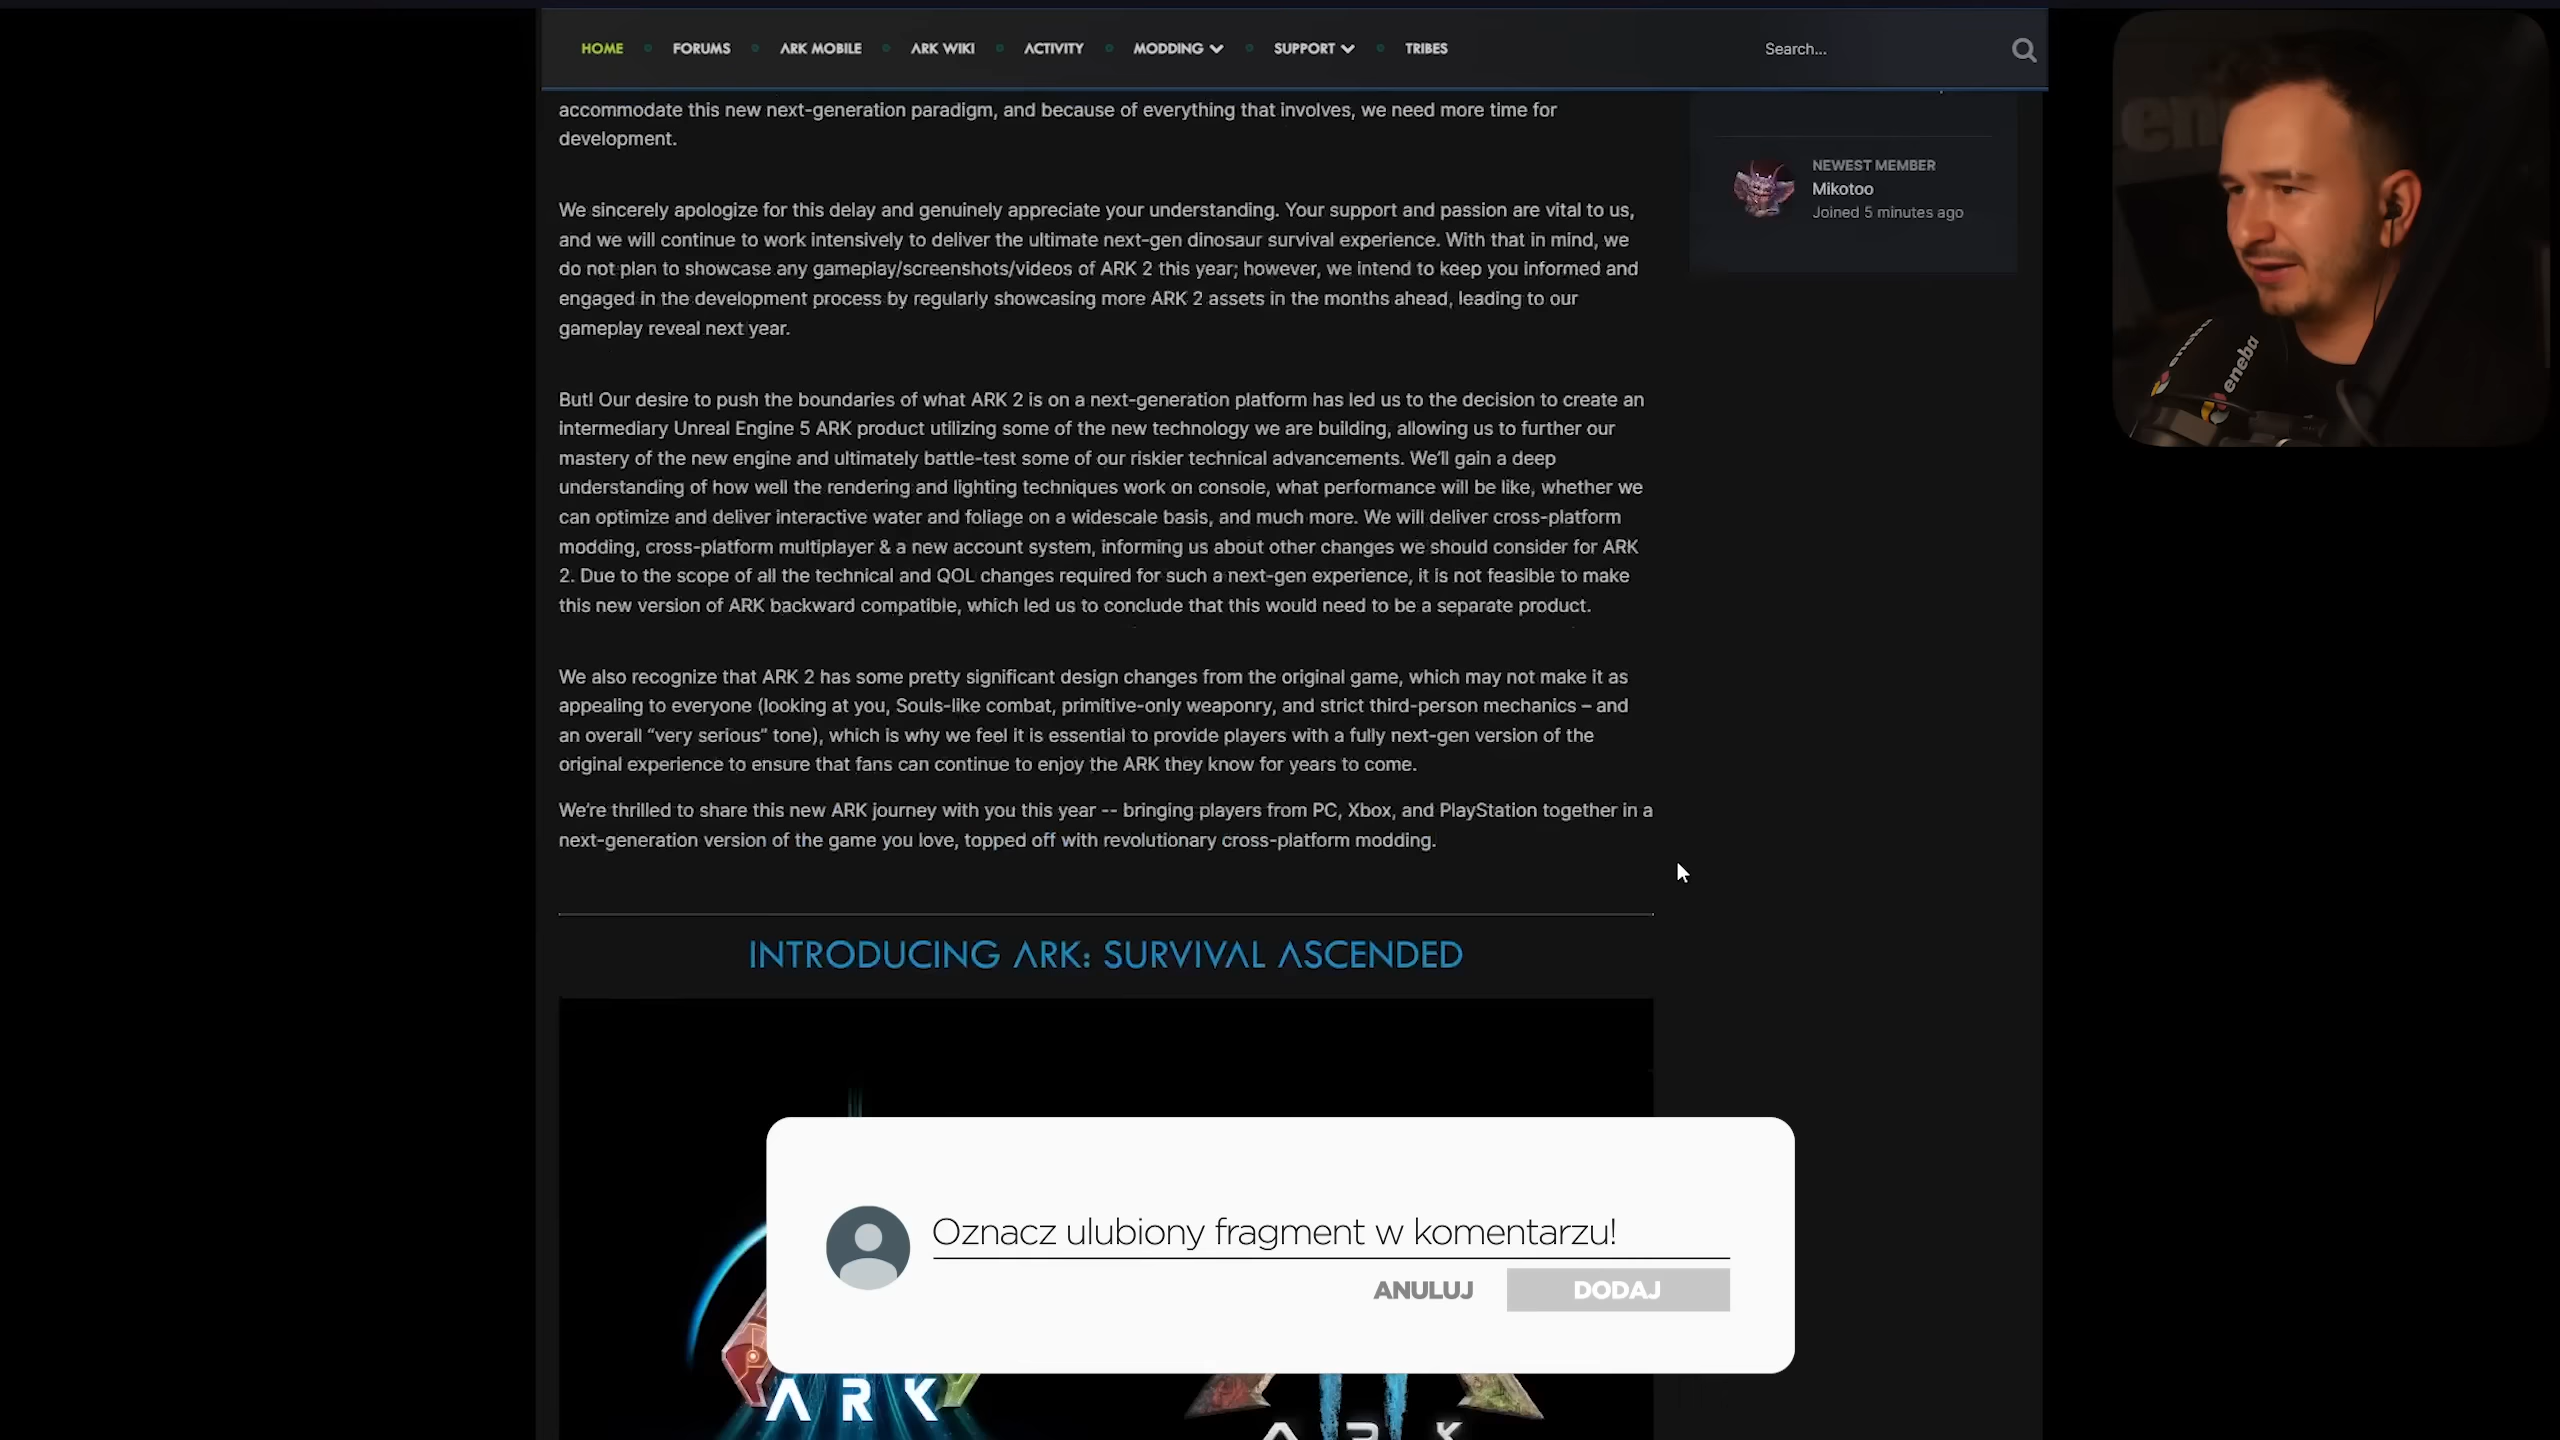 HOME
FORUMS
ARK MOBILE
ARK WIKI
ACTIVITY
MODDING
SUPPORT
TRIBES
Search...
accommodate this new next-generation paradigm, and because of everything that involves, we need more time for
development.
We sincerely apologize for this delay and genuinely appreciate your understanding. Your support and passion are vital to us,
and we will continue to work intensively to deliver the ultimate next-gen dinosaur survival experience. With that in mind, we
do not plan to showcase any gameplay/screenshots/videos of ARK 2 this year; however, we intend to keep you informed and
engaged in the development process by regularly showcasing more ARK 2 assets in the months ahead, leading to our
gameplay reveal next year.
But! Our desire to push the boundaries of what ARK 2 is on a next-generation platform has led us to the decision to create an
intermediary Unreal Engine 5 ARK product utilizing some of the new technology we are building, allowing us to further our
mastery of the new engine and ultimately battle-test some of our riskier technical advancements. We'll gain a deep
understanding of how well the rendering and lighting techniques work on console, what performance will be like, whether we
can optimize and deliver interactive water and foliage on a widescale basis, and much more. We will deliver cross-platform
modding, cross-platform multiplayer & a new account system, informing us about other changes we should consider for ARK
2. Due to the scope of all the technical and QOL changes required for such a next-gen experience, it is not feasible to make
this new version of ARK backward compatible, which led us to conclude that this would need to be a separate product.
We also recognize that ARK 2 has some pretty significant design changes from the original game, which may not make it as
appealing to everyone (looking at you, Souls-like combat, primitive-only weaponry, and strict third-person mechanics – and
an overall “very serious” tone), which is why we feel it is essential to provide players with a fully next-gen version of the
original experience to ensure that fans can continue to enjoy the ARK they know for years to come.
We're thrilled to share this new ARK journey with you this year -- bringing players from PC, Xbox, and PlayStation together in a
next-generation version of the game you love, topped off with revolutionary cross-platform modding.
INTRODUCING ARK: SURVIVAL ASCENDED
NEWEST MEMBER
Mikotoo
Joined 5 minutes ago
eneba
Oznacz ulubiony fragment w komentarzu!
ANULUJ
DODAJ
ARK
ARK